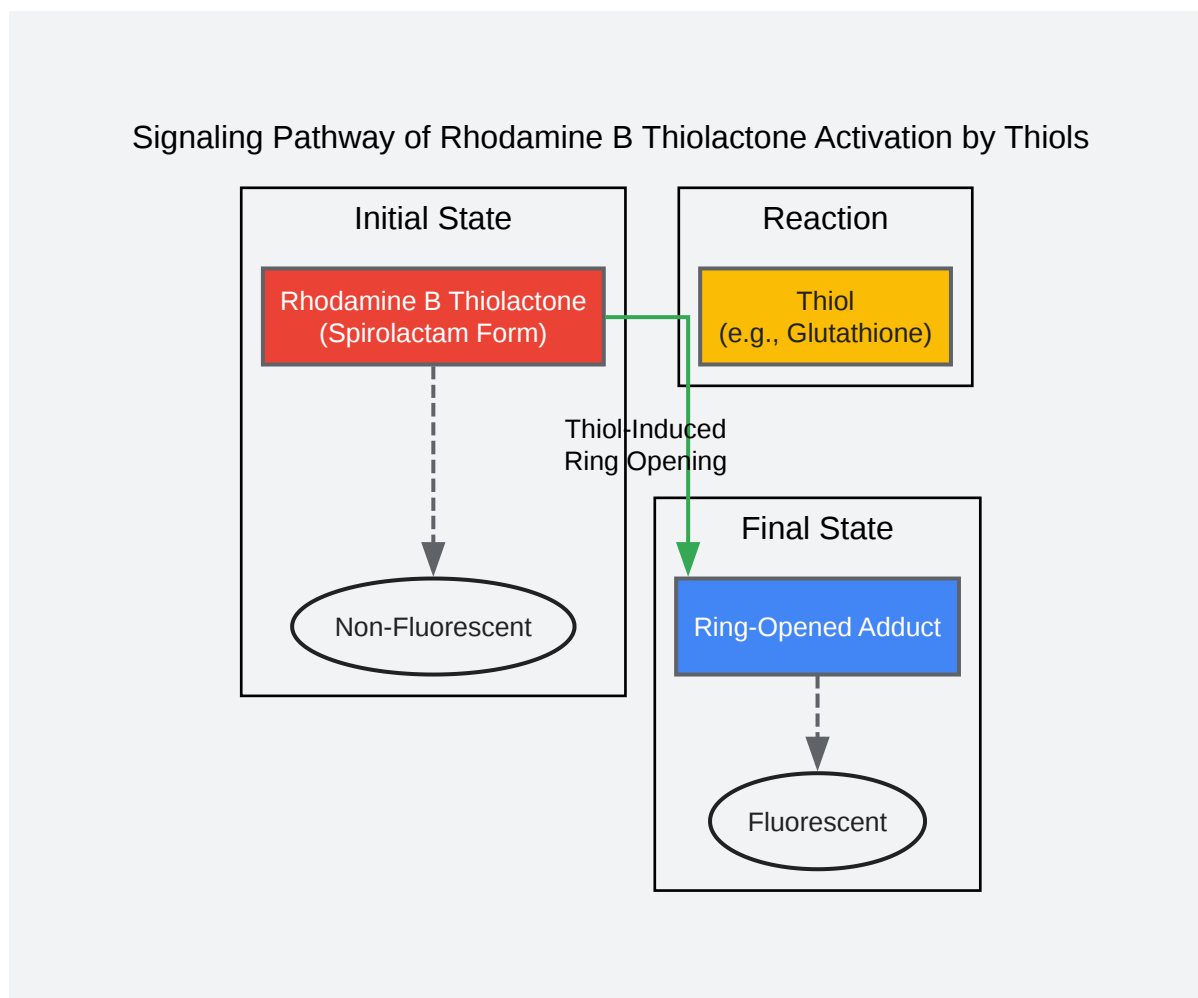 Signaling Pathway of Rhodamine B Thiolactone Activation by Thiols
Initial State
Rhodamine B Thiolactone
(Spirolactam Form)
Non-Fluorescent
Reaction
Thiol
(e.g., Glutathione)
Thiol-Induced
Ring Opening
Final State
Ring-Opened Adduct
Fluorescent